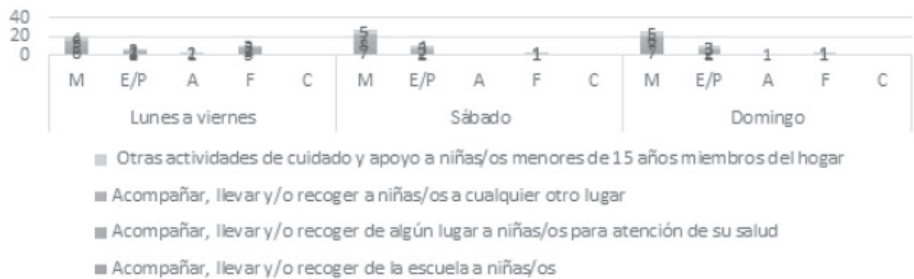 40
20
0
M E/P A F C M E/P A F C M E/P A F C
Lunes a viernes Sábado Domingo
Otras actividades de cuidado y apoyo a niñas/os menores de 15 años miembros del hogar
Acompañar, llevar y/o recoger a niñas/os a cualquier otro lugar
Acompañar, llevar y/o recoger de algún lugar a niñas/os para atención de su salud
Acompañar, llevar y/o recoger de la escuela a niñas/os